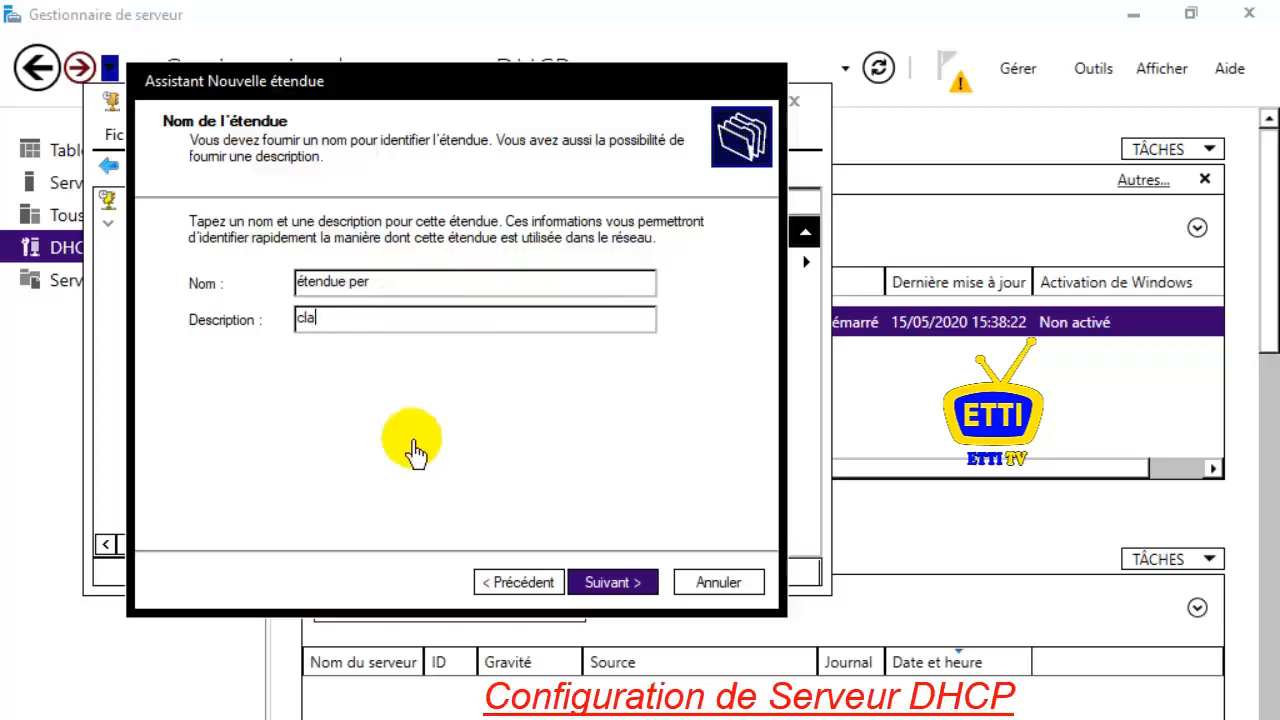 Gestionnaire de serveur
Gérer
Outils
Afficher
Aide
Assistant Nouvelle étendue
Nom de l'étendue
Vous devez fournir un nom pour identifier l'étendue. Vous avez aussi la possibilité de
fournir une description.
Fic
Tabl
Serv
Tous
DHC
Serv
TÂCHES
Autres...
Tapez un nom et une description pour cette étendue. Ces informations vous permettront
d'identifier rapidement la manière dont cette étendue est utilisée dans le réseau.
Nom :
étendue per
Description :
cla
Dernière mise à jour
Activation de Windows
émarré
15/05/2020 15:38:22
Non activé
ETTI
ETTI TV
< Précédent
Suivant >
Annuler
TÂCHES
Nom du serveur
ID
Gravité
Source
Journal
Date et heure
Configuration de Serveur DHCP